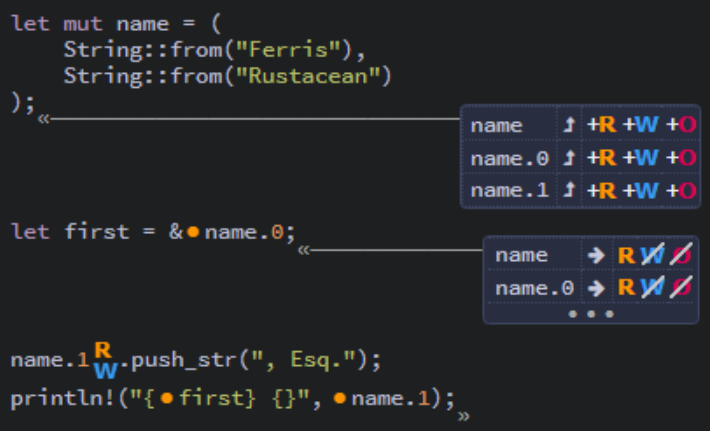 let mut name = (
    String::from("Ferris"),
    String::from("Rustacean")
);«
name ⤴ +R +W +O
name.0 ⤴ +R +W +O
name.1 ⤴ +R +W +O
let first = &●name.0;«
name → R W O
name.0 → R W O
● ● ●
name.1 R W .push_str(", Esq.");
println!("{●first} {}", ●name.1);»